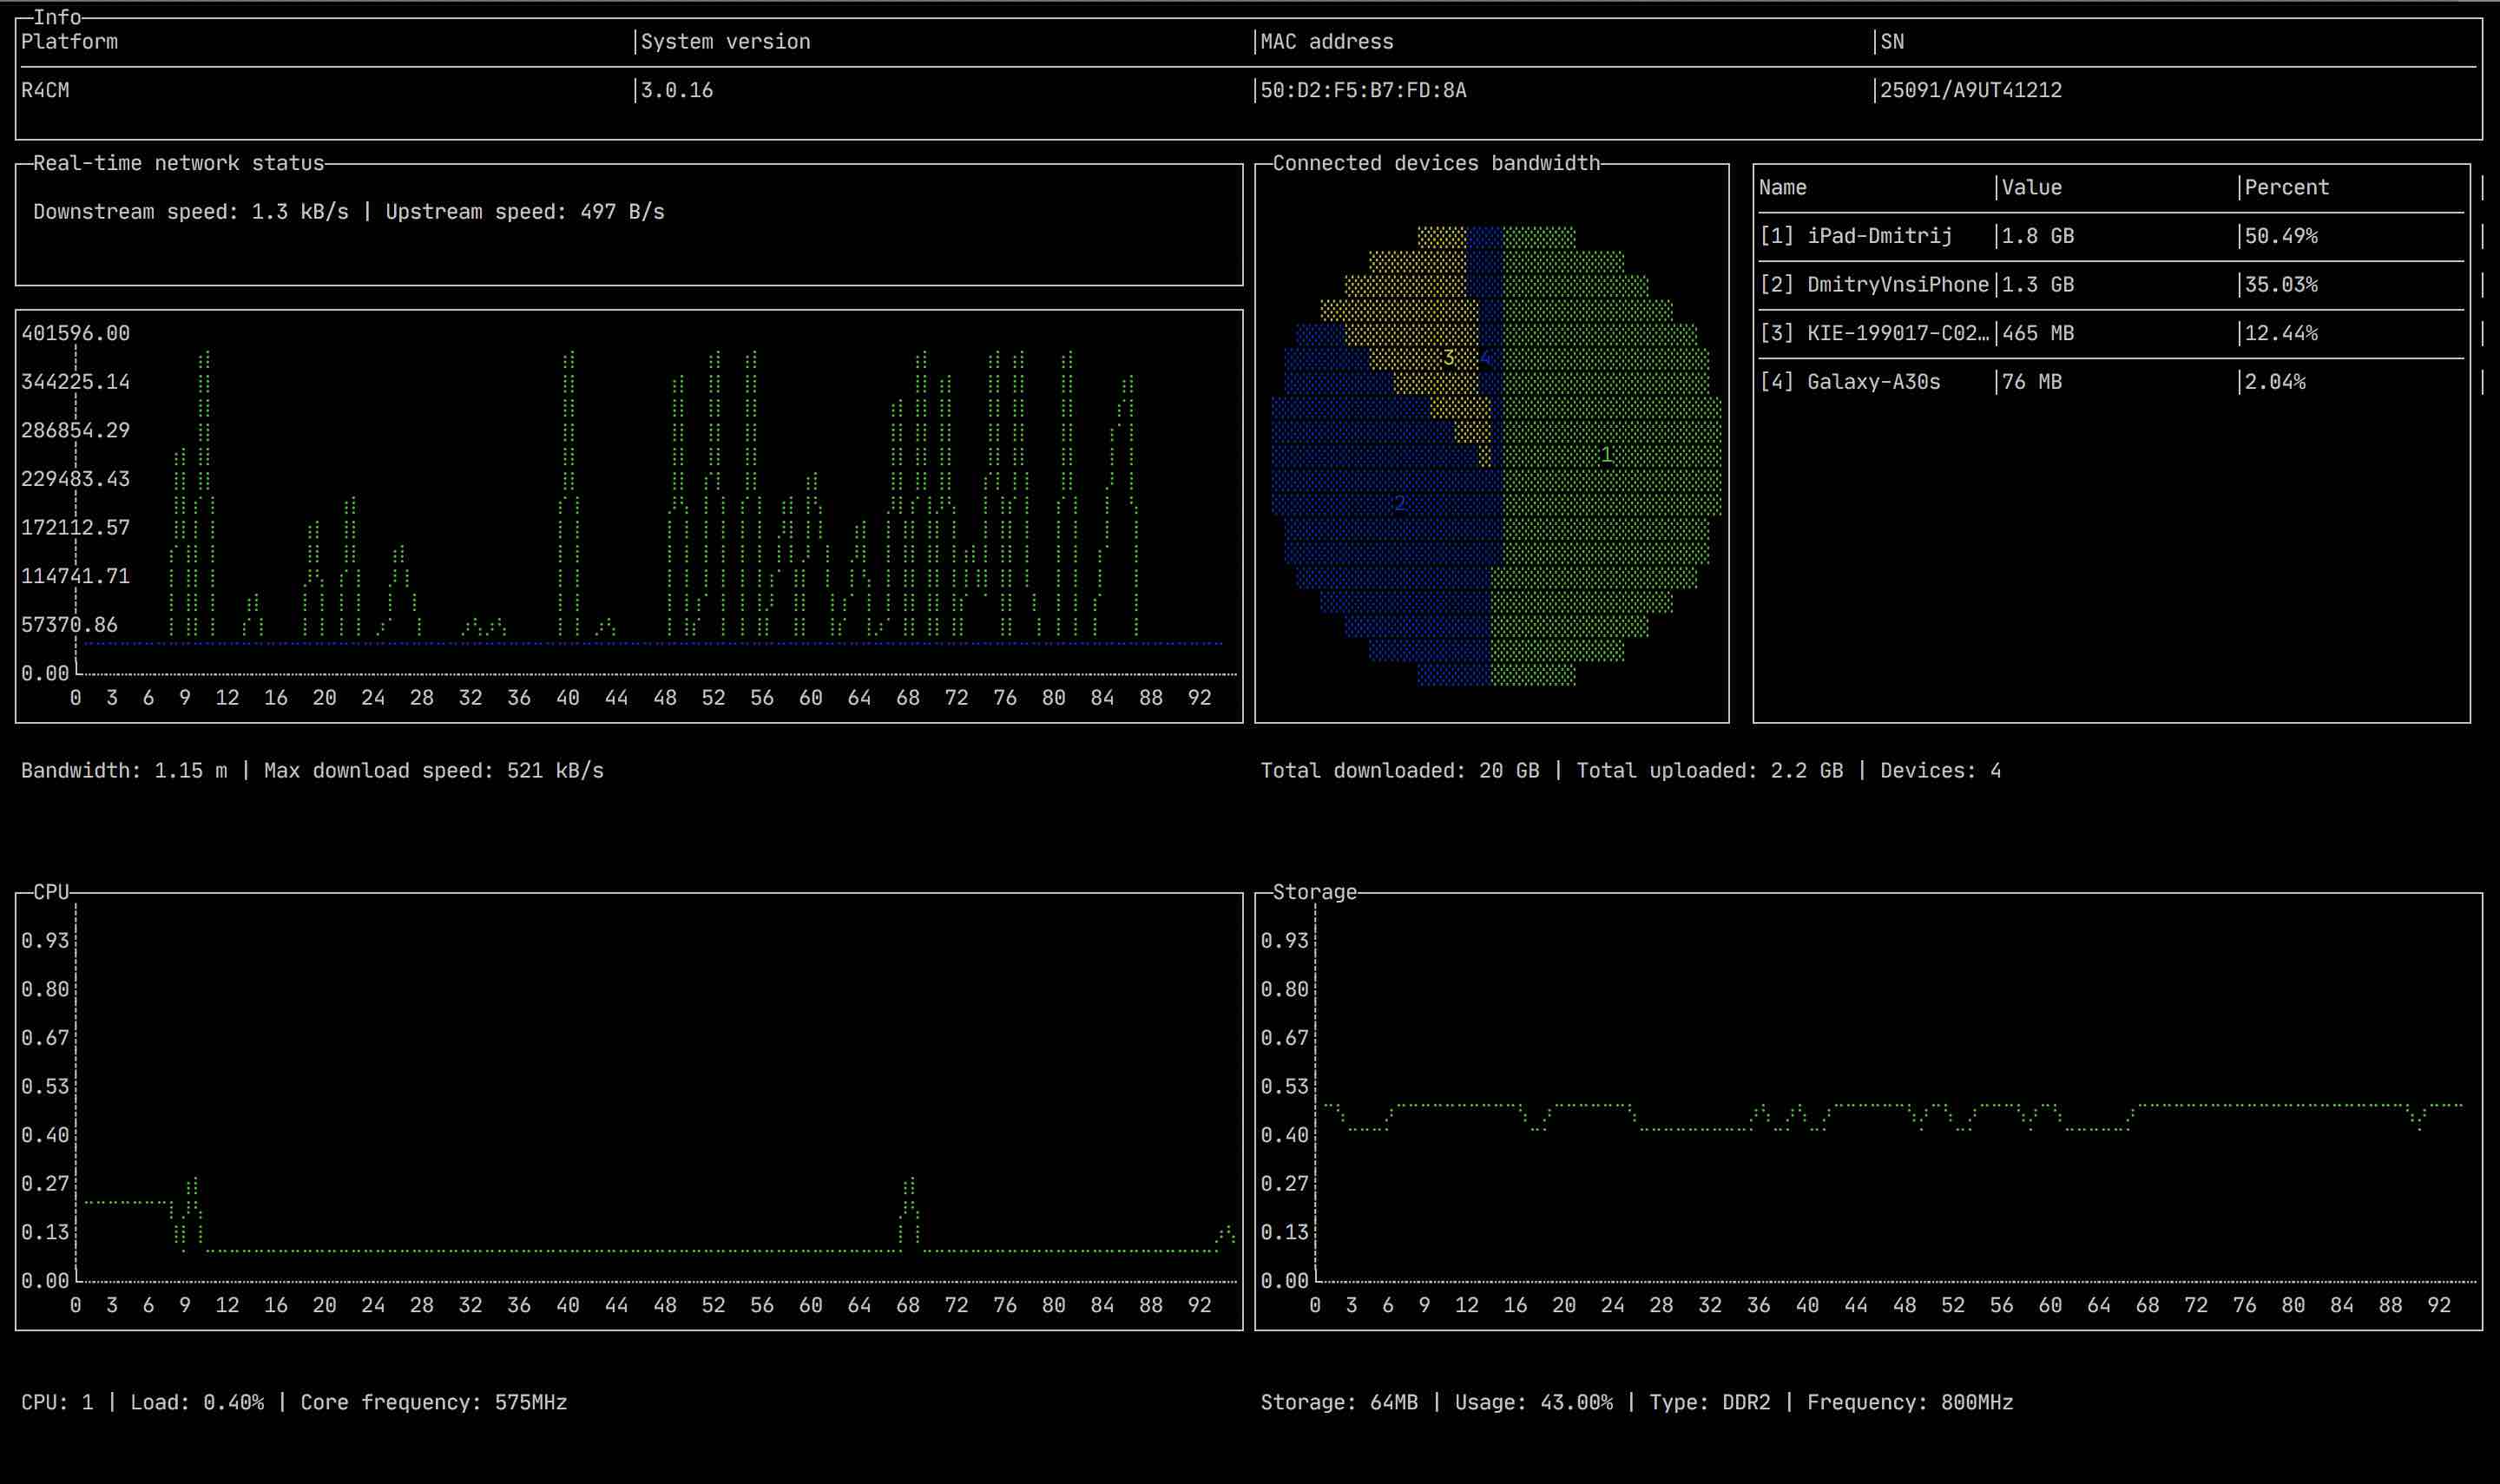 Info
Platform |System version |MAC address |SN
R4CM |3.0.16 |50:D2:F5:B7:FD:8A |25091/A9UT41212
Real-time network status
Downstream speed: 1.3 kB/s | Upstream speed: 497 B/s
401596.00
344225.14
286854.29
229483.43
172112.57
114741.71
57370.86
0.00
0 3 6 9 12 16 20 24 28 32 36 40 44 48 52 56 60 64 68 72 76 80 84 88 92
Bandwidth: 1.15 m | Max download speed: 521 kB/s
Connected devices bandwidth
3 4
1
2
Name |Value |Percent |
[1] iPad-Dmitrij |1.8 GB |50.49% |
[2] DmitryVnsiPhone|1.3 GB |35.03% |
[3] KIE-199017-C02…|465 MB |12.44% |
[4] Galaxy-A30s |76 MB |2.04% |
Total downloaded: 20 GB | Total uploaded: 2.2 GB | Devices: 4
CPU
0.93
0.80
0.67
0.53
0.40
0.27
0.13
0.00
0 3 6 9 12 16 20 24 28 32 36 40 44 48 52 56 60 64 68 72 76 80 84 88 92
CPU: 1 | Load: 0.40% | Core frequency: 575MHz
Storage
0.93
0.80
0.67
0.53
0.40
0.27
0.13
0.00
0 3 6 9 12 16 20 24 28 32 36 40 44 48 52 56 60 64 68 72 76 80 84 88 92
Storage: 64MB | Usage: 43.00% | Type: DDR2 | Frequency: 800MHz